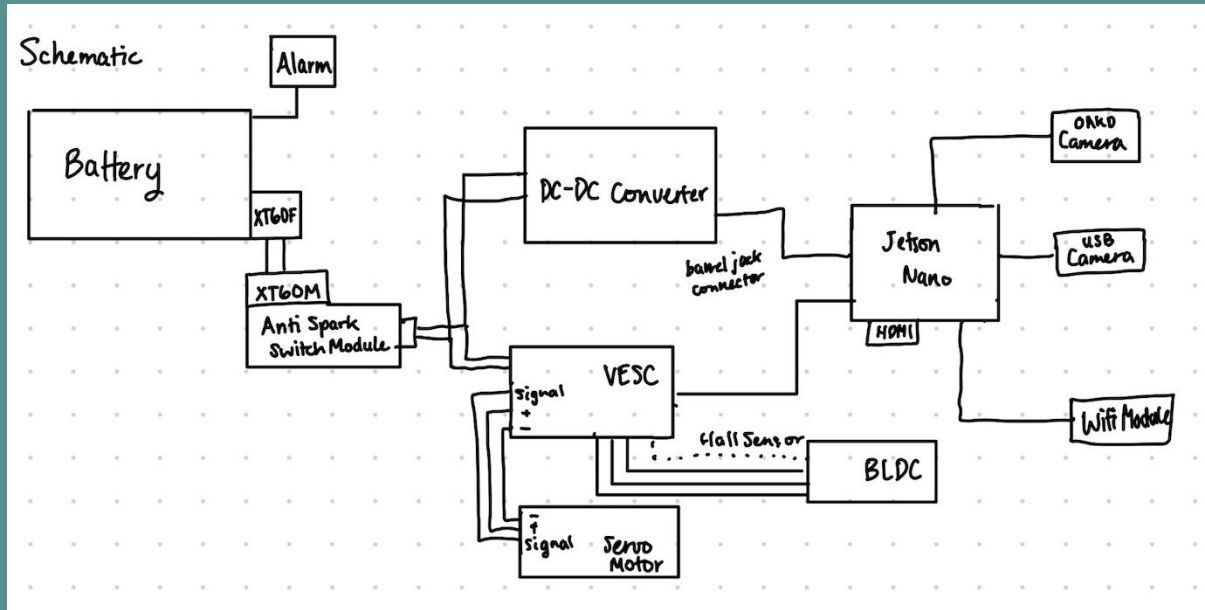 Schematic
Alarm
Battery
XT60F
XT60M
Anti Spark
Switch Module
DC-DC Converter
barrel jack
connector
Jetson
Nano
HDMI
OAKD
Camera
USB
Camera
Wifi Module
VESC
signal
+
-
Hall Sensor
BLDC
-
+
signal
Servo
Motor